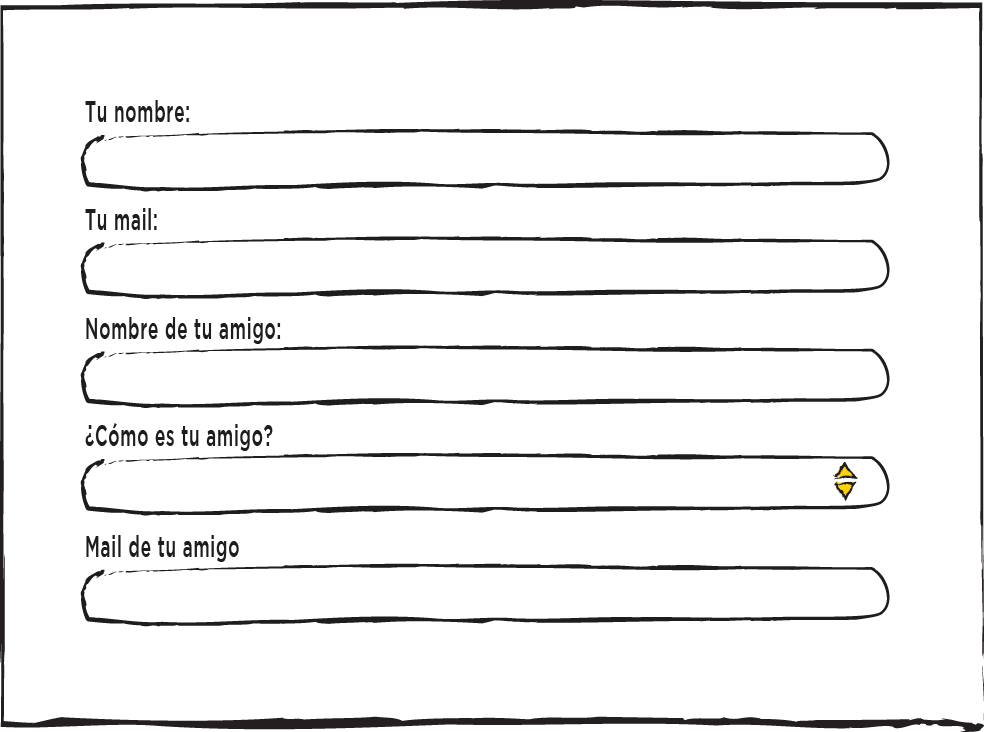 Tu nombre:
Tu mail:
Nombre de tu amigo:
¿Cómo es tu amigo?
Mail de tu amigo